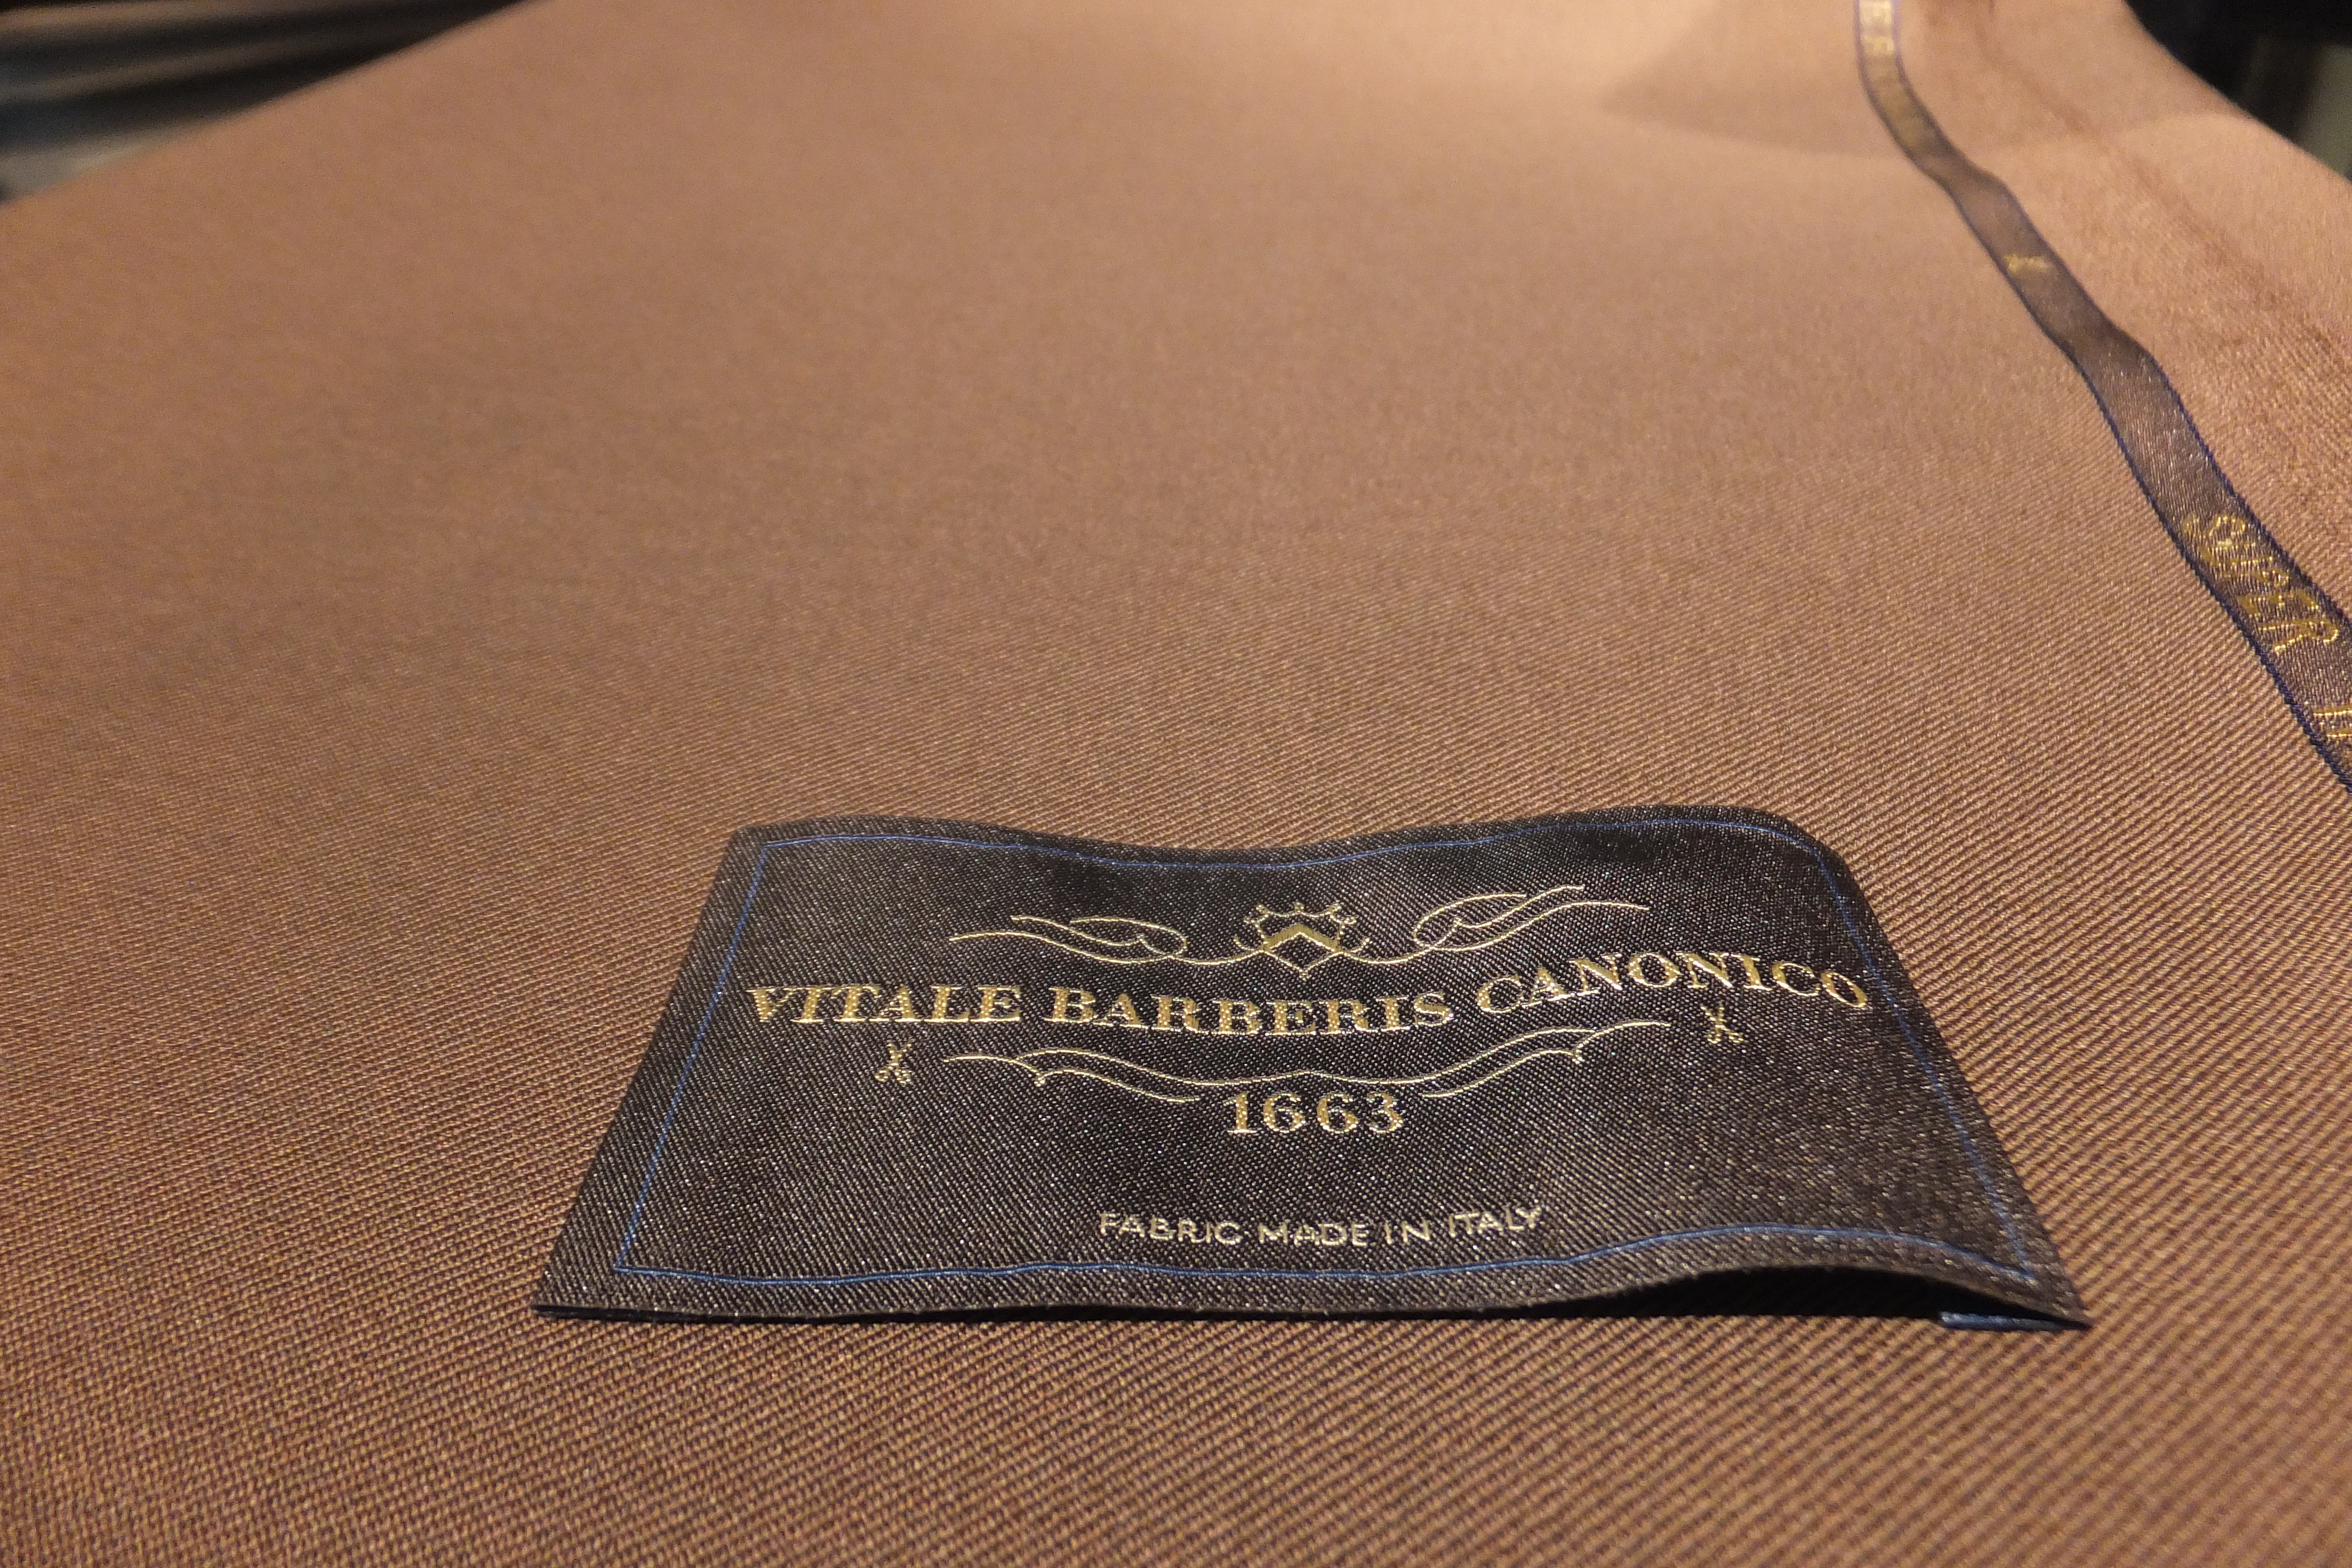 VITALE BARBERIS CANONICO
1663
FABRIC MADE IN ITALY